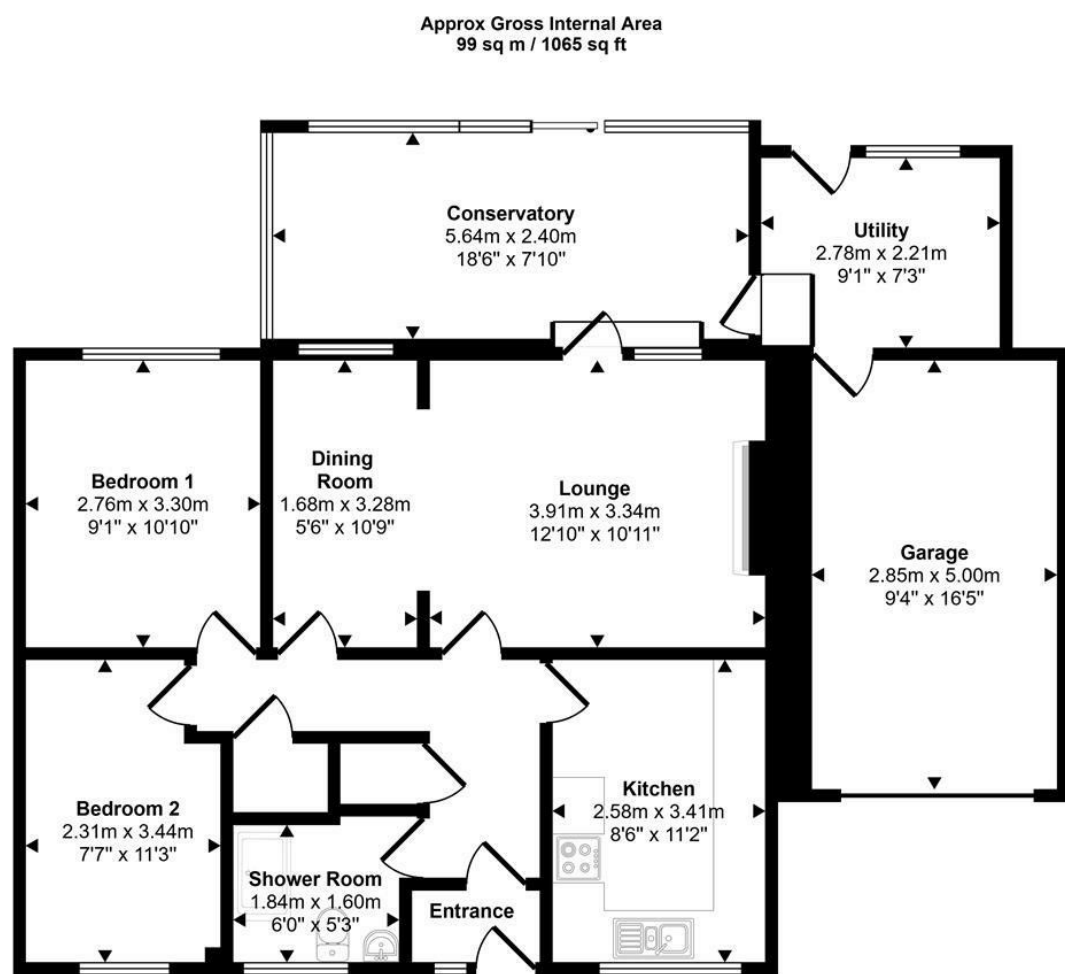 Approx Gross Internal Area
99 sq m / 1065 sq ft
Conservatory
5.64m x 2.40m
18'6" x 7'10"
Utility
2.78m x 2.21m
9'1" x 7'3"
Bedroom 1
2.76m x 3.30m
9'1" x 10'10"
Dining
Room
1.68m x 3.28m
5'6" x 10'9"
Lounge
3.91m x 3.34m
12'10" x 10'11"
Garage
2.85m x 5.00m
9'4" x 16'5"
Bedroom 2
2.31m x 3.44m
7'7" x 11'3"
Kitchen
2.58m x 3.41m
8'6" x 11'2"
Shower Room
1.84m x 1.60m
6'0" x 5'3"
Entrance